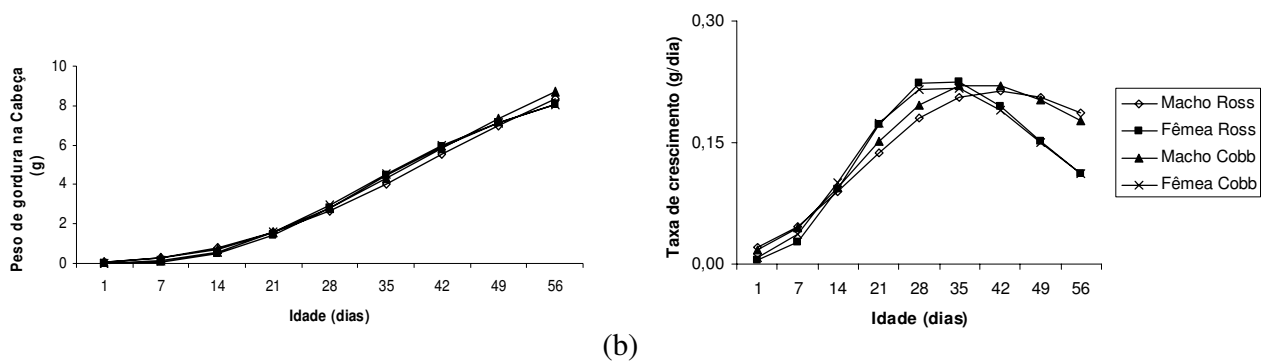 Peso de gordura na Cabeça
(g)
10
8
6
4
2
0
1 7 14 21 28 35 42 49 56
Idade (dias)
(b)
Taxa de crescimento (g/dia)
0,30
0,15
0,00
1 7 14 21 28 35 42 49 56
Idade (dias)
Macho Ross
Fêmea Ross
Macho Cobb
Fêmea Cobb